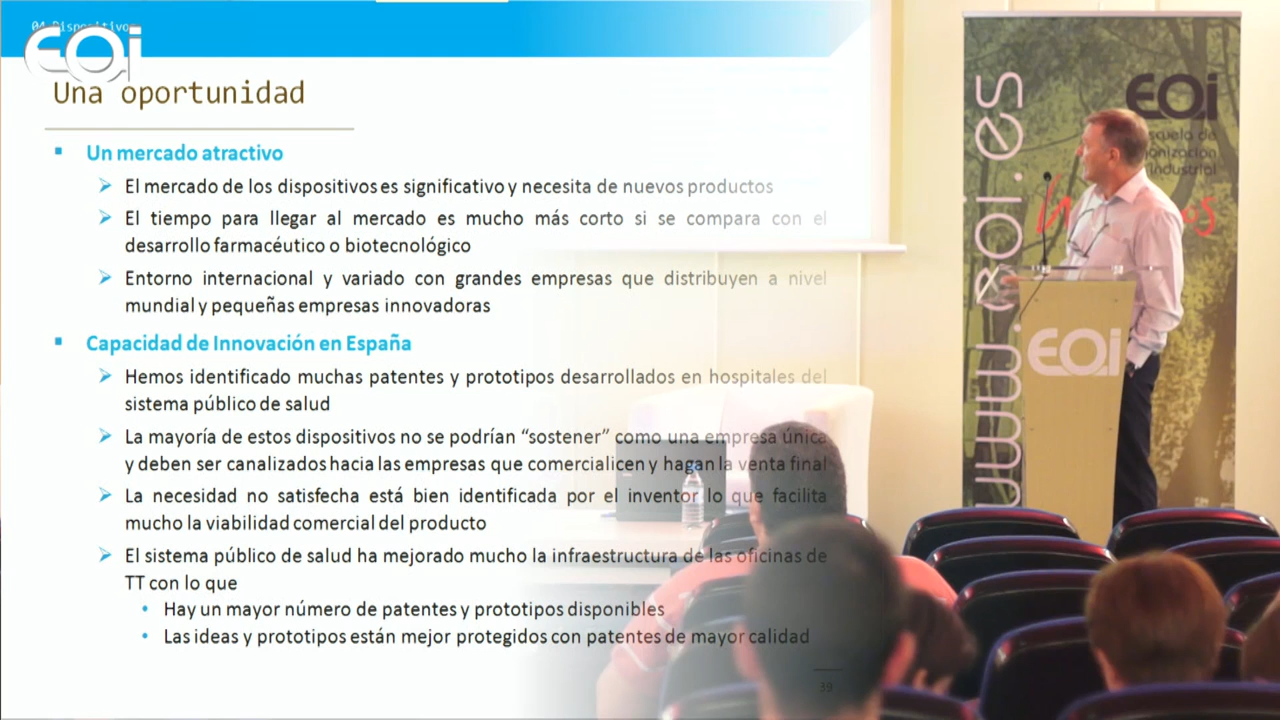 04 Dispositivos
EOi
Una oportunidad
Un mercado atractivo
El mercado de los dispositivos es significativo y necesita de nuevos productos
El tiempo para llegar al mercado es mucho más corto si se compara con el
desarrollo farmacéutico o biotecnológico
Entorno internacional y variado con grandes empresas que distribuyen a nivel
mundial y pequeñas empresas innovadoras
Capacidad de Innovación en España
Hemos identificado muchas patentes y prototipos desarrollados en hospitales del
sistema público de salud
La mayoría de estos dispositivos no se podrían “sostener” como una empresa única
y deben ser canalizados hacia las empresas que comercialicen y hagan la venta final
La necesidad no satisfecha está bien identificada por el inventor lo que facilita
mucho la viabilidad comercial del producto
El sistema público de salud ha mejorado mucho la infraestructura de las oficinas de
TT con lo que
Hay un mayor número de patentes y prototipos disponibles
Las ideas y prototipos están mejor protegidos con patentes de mayor calidad
39
www.eoi.es
EOi
industrial
EOi